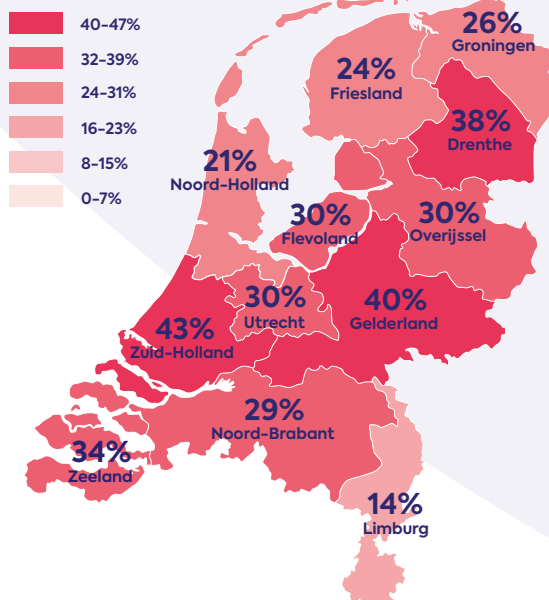 40-47%
32-39%
24-31%
16-23%
8-15%
0-7%
26%
Groningen
24%
Friesland
38%
Drenthe
21%
Noord-Holland
30%
Flevoland
30%
Overijssel
30%
Utrecht
40%
Gelderland
43%
Zuid-Holland
29%
Noord-Brabant
34%
Zeeland
14%
Limburg